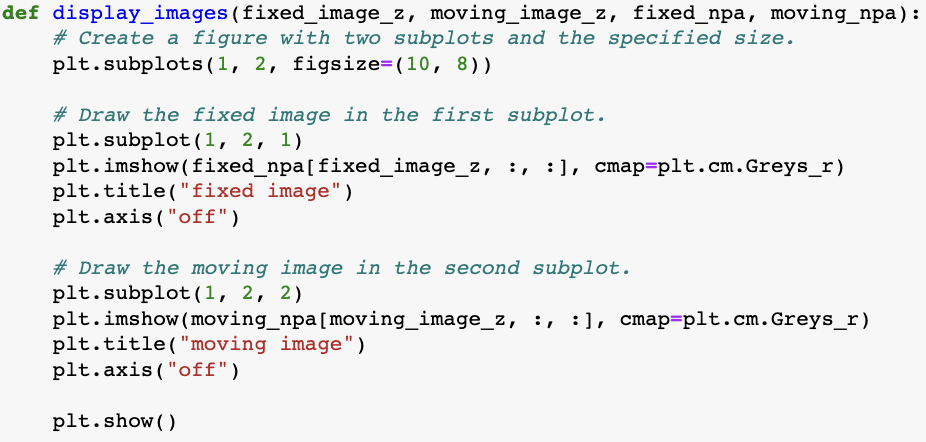 def display_images(fixed_image_z, moving_image_z, fixed_npa, moving_npa):
    # Create a figure with two subplots and the specified size.
    plt.subplots(1, 2, figsize=(10, 8))

    # Draw the fixed image in the first subplot.
    plt.subplot(1, 2, 1)
    plt.imshow(fixed_npa[fixed_image_z, :, :], cmap=plt.cm.Greys_r)
    plt.title("fixed image")
    plt.axis("off")

    # Draw the moving image in the second subplot.
    plt.subplot(1, 2, 2)
    plt.imshow(moving_npa[moving_image_z, :, :], cmap=plt.cm.Greys_r)
    plt.title("moving image")
    plt.axis("off")

    plt.show()